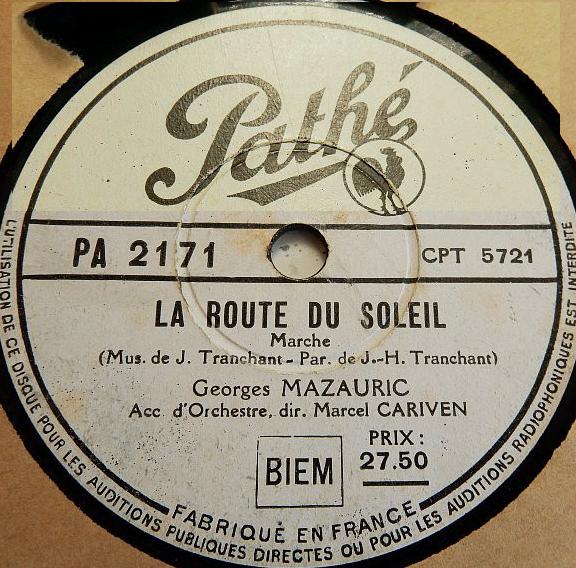 Pathé
PA 2171
CPT 5721
LA ROUTE DU SOLEIL
Marche
(Mus. de J. Tranchant - Par. de J.-H. Tranchant)
Georges MAZAURIC
Acc. d'Orchestre, dir. Marcel CARIVEN
BIEM
PRIX :
27.50
FABRIQUÉ EN FRANCE
L'UTILISATION DE CE DISQUE POUR LES AUDITIONS PUBLIQUES DIRECTES OU POUR LES AUDITIONS RADIOPHONIQUES EST INTERDITE